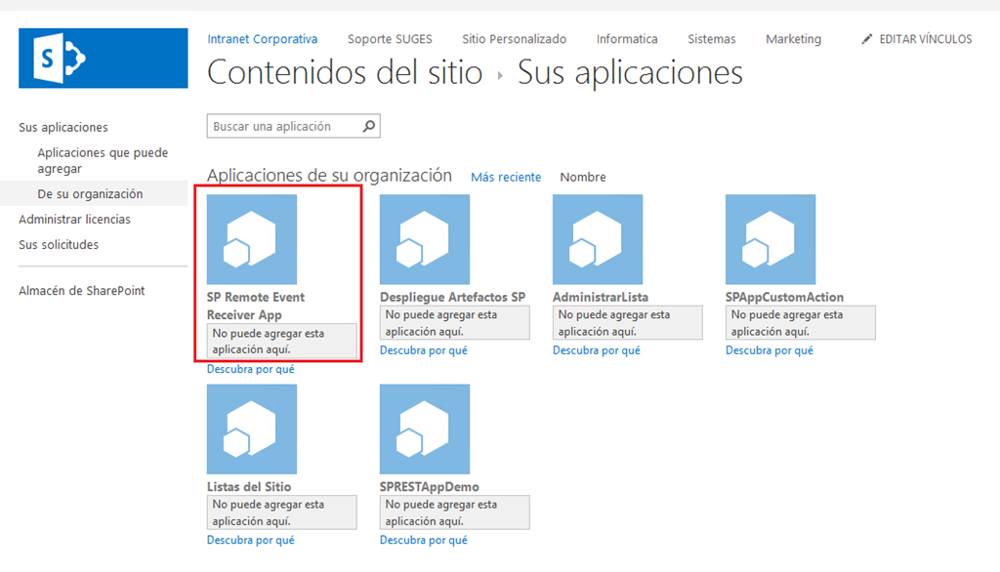 S
Intranet Corporativa Soporte SUGES Sitio Personalizado Informatica Sistemas Marketing EDITAR VÍNCULOS
Contenidos del sitio Sus aplicaciones
Buscar una aplicación
Sus aplicaciones
Aplicaciones que puede
agregar
De su organización
Administrar licencias
Sus solicitudes
Almacén de SharePoint
Aplicaciones de su organización Más reciente Nombre
SP Remote Event
Receiver App
No puede agregar esta
aplicación aquí.
Descubra por qué
Despliegue Artefactos SP
No puede agregar esta
aplicación aquí.
Descubra por qué
AdministrarLista
No puede agregar esta
aplicación aquí.
Descubra por qué
SPAppCustomAction
No puede agregar esta
aplicación aquí.
Descubra por qué
Listas del Sitio
No puede agregar esta
aplicación aquí.
Descubra por qué
SPRESTAppDemo
No puede agregar esta
aplicación aquí.
Descubra por qué